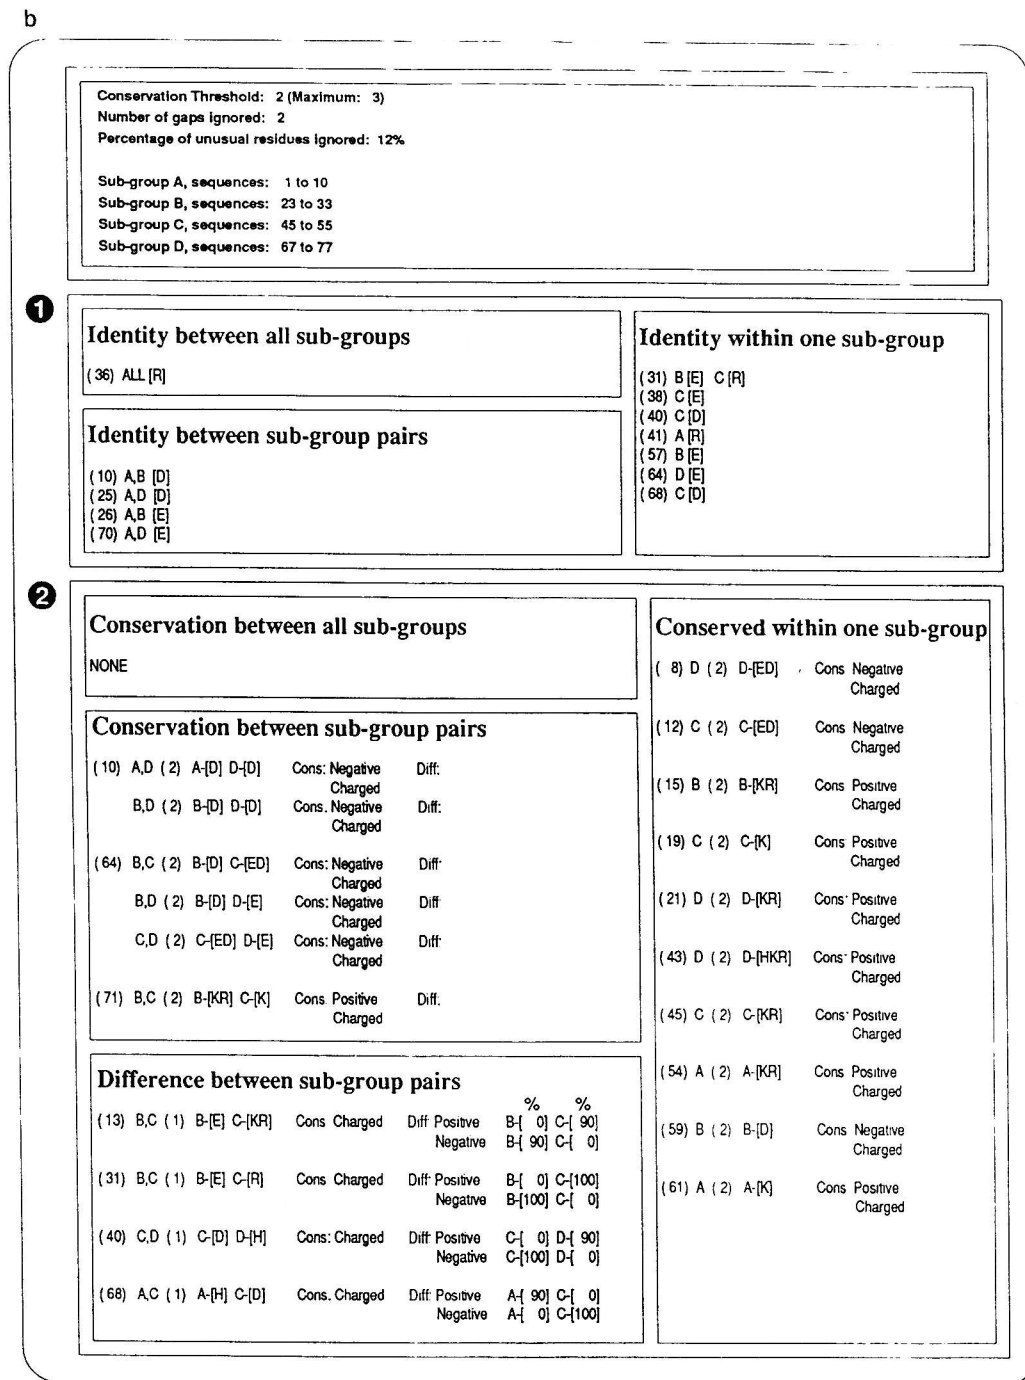 b
Conservation Threshold: 2 (Maximum: 3)
Number of gaps ignored: 2
Percentage of unusual residues ignored: 12%
Sub-group A, sequences: 1 to 10
Sub-group B, sequences: 23 to 33
Sub-group C, sequences: 45 to 55
Sub-group D, sequences: 67 to 77
1
Identity between all sub-groups
(36) ALL [R]
Identity between sub-group pairs
(10) A,B [D]
(25) A,D [D]
(26) A,B [E]
(70) A,D [E]
Identity within one sub-group
(31) B[E] C[R]
(38) C[E]
(40) C[D]
(41) A[R]
(57) B[E]
(64) D[E]
(68) C[D]
2
Conservation between all sub-groups
NONE
Conservation between sub-group pairs
(10) A,D (2) A-[D] D-[D] Cons: Negative Diff:
Charged
B,D (2) B-[D] D-[D] Cons. Negative Diff:
Charged
(64) B,C (2) B-[D] C-[ED] Cons: Negative Diff
Charged
B,D (2) B-[D] D-[E] Cons: Negative Diff
Charged
C,D (2) C-[ED] D-[E] Cons: Negative Diff
Charged
(71) B,C (2) B-[KR] C-[K] Cons. Positive Diff.
Charged
Difference between sub-group pairs
% %
(13) B,C (1) B-[E] C-[KR] Cons Charged Diff Positive B-[ 0] C-[ 90]
Negative B-[ 90] C-[ 0]
(31) B,C (1) B-[E] C-[R] Cons Charged Diff Positive B-[ 0] C-[100]
Negative B-[100] C-[ 0]
(40) C,D (1) C-[D] D-[H] Cons: Charged Diff Positive C-[ 0] D-[ 90]
Negative C-[100] D-[ 0]
(68) A,C (1) A-[H] C-[D] Cons. Charged Diff Positive A-[ 90] C-[ 0]
Negative A-[ 0] C-[100]
Conserved within one sub-group
( 8) D (2) D-[ED] Cons Negative
Charged
(12) C (2) C-[ED] Cons Negative
Charged
(15) B (2) B-[KR] Cons Positive
Charged
(19) C (2) C-[K] Cons Positive
Charged
(21) D (2) D-[KR] Cons Positive
Charged
(43) D (2) D-[HKR] Cons Positive
Charged
(45) C (2) C-[KR] Cons Positive
Charged
(54) A (2) A-[KR] Cons Positive
Charged
(59) B (2) B-[D] Cons Negative
Charged
(61) A (2) A-[K] Cons Positive
Charged